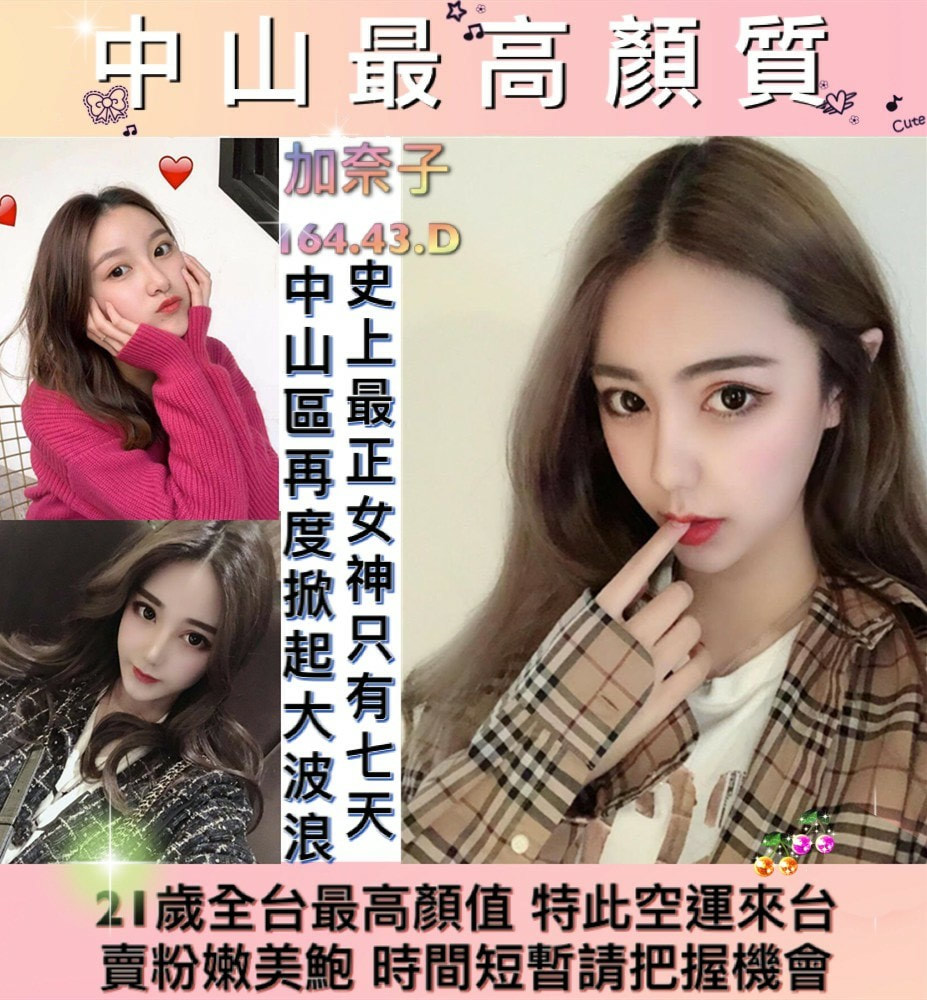 中山最高顏質
Cute
加奈子
164.43.D
史上最正女神只有七天
中山區再度掀起大波浪
21歲全台最高顏值 特此空運來台
賣粉嫩美鮑 時間短暫請把握機會